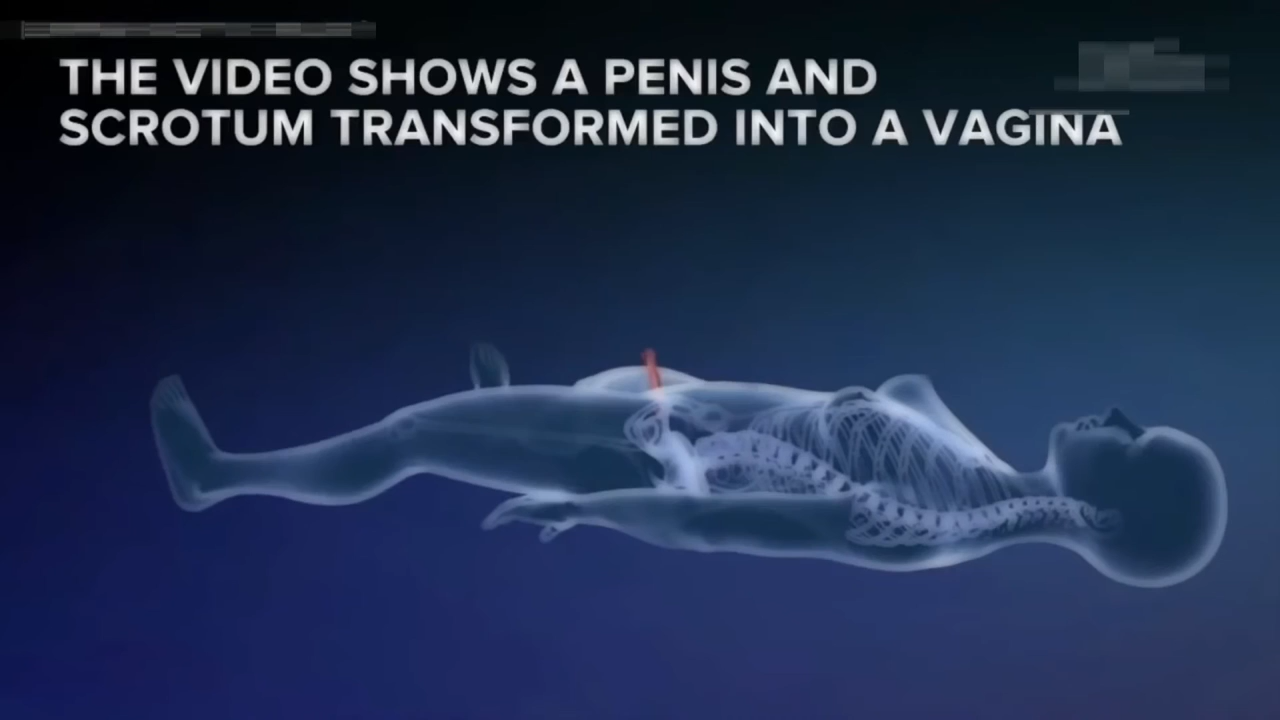 THE VIDEO SHOWS A PENIS AND
SCROTUM TRANSFORMED INTO A VAGINA